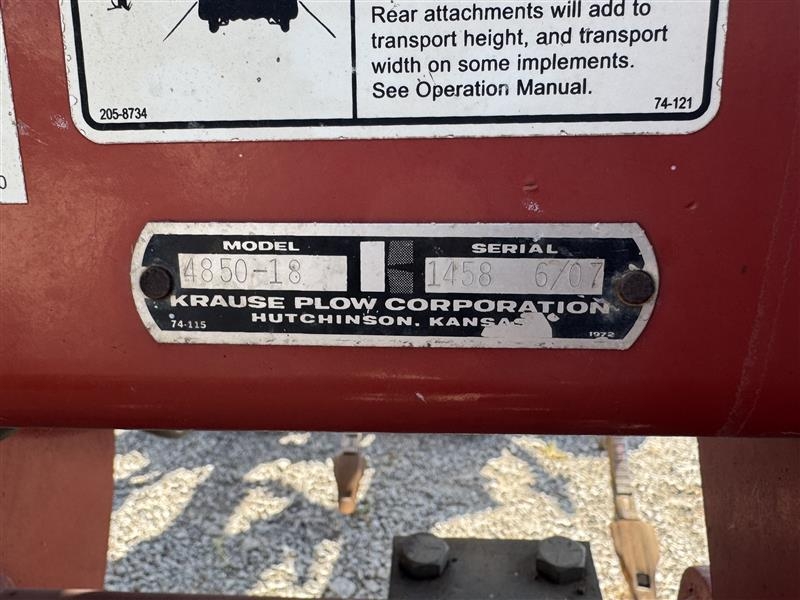 Rear attachments will add to
transport height, and transport
width on some implements.
See Operation Manual.
205-8734
74-121
0
MODEL SERIAL
4850-18 1458 6/07
KRAUSE PLOW CORPORATION
HUTCHINSON, KANSAS
74-115 1972